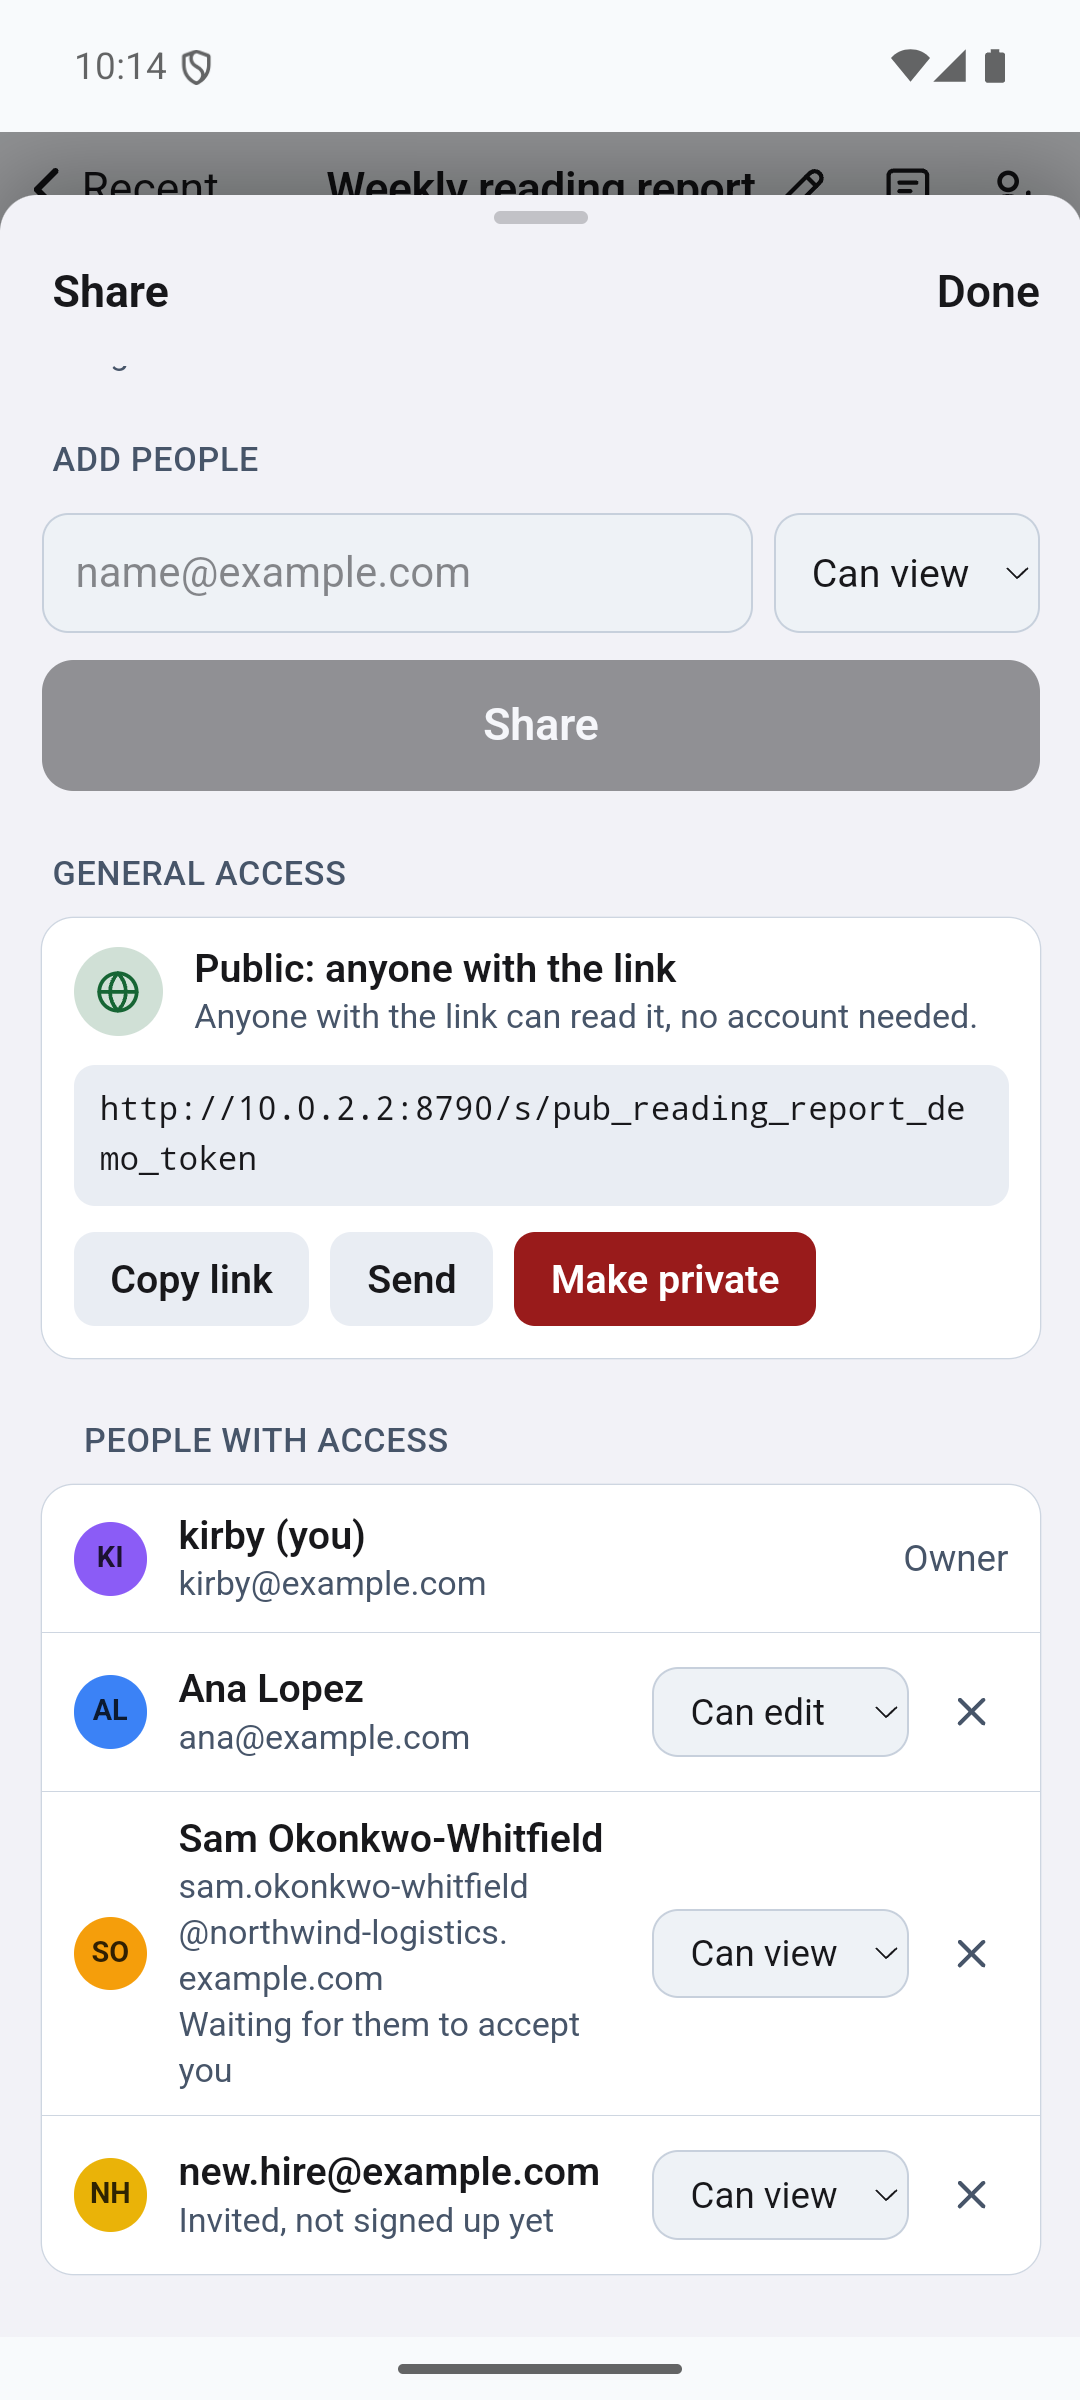 10:14
Recent
Weekly reading report
Share
Done
ADD PEOPLE
name@example.com
Can view
Share
GENERAL ACCESS
Public: anyone with the link
Anyone with the link can read it, no account needed.
http://10.0.2.2:8790/s/pub_reading_report_de
mo_token
Copy link
Send
Make private
PEOPLE WITH ACCESS
KI
kirby (you)
kirby@example.com
Owner
AL
Ana Lopez
ana@example.com
Can edit
SO
Sam Okonkwo-Whitfield
sam.okonkwo-whitfield
@northwind-logistics.
example.com
Waiting for them to accept
you
Can view
NH
new.hire@example.com
Invited, not signed up yet
Can view